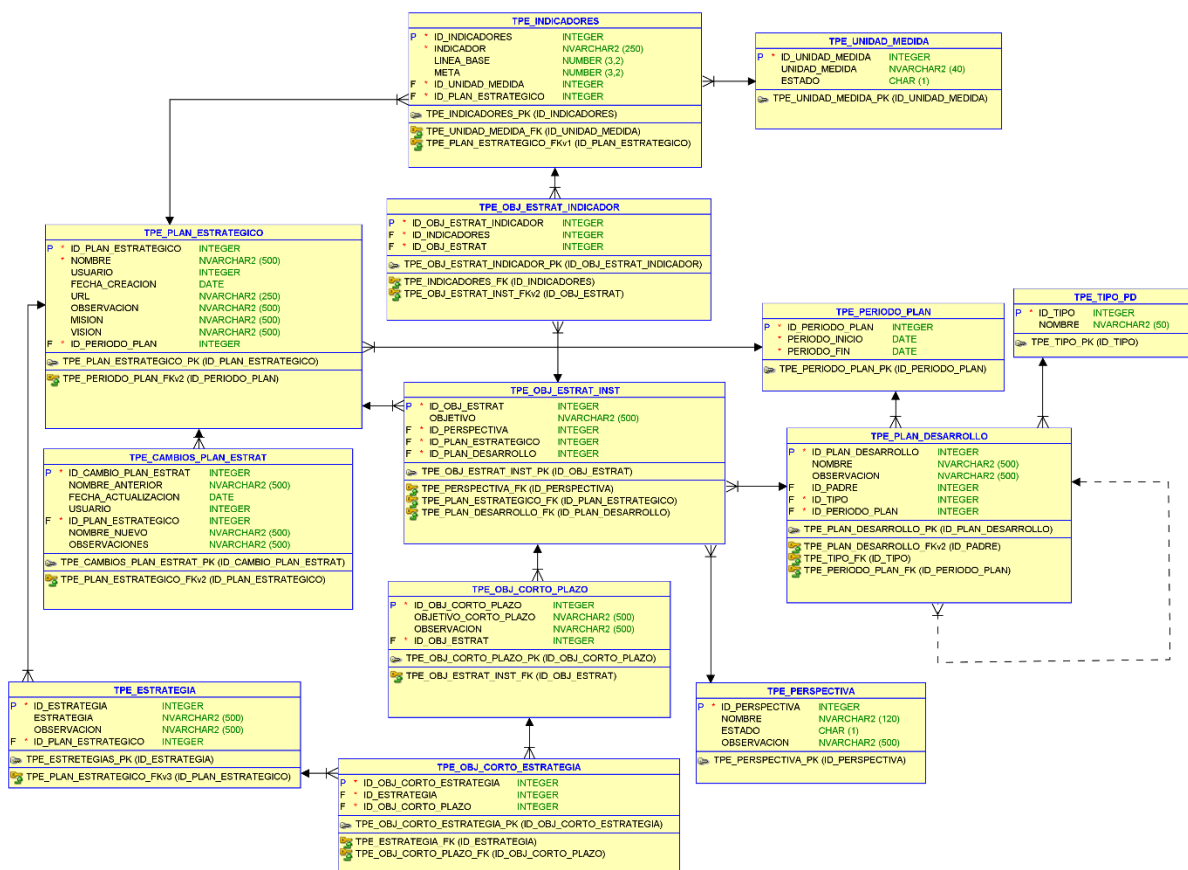 TPE_INDICADORES
P * ID_INDICADORES INTEGER
* INDICADOR NVARCHAR2 (250)
LINEA_BASE NUMBER (3,2)
META NUMBER (3,2)
F * ID_UNIDAD_MEDIDA INTEGER
F * ID_PLAN_ESTRATEGICO INTEGER
TPE_INDICADORES_PK (ID_INDICADORES)
TPE_UNIDAD_MEDIDA_FK (ID_UNIDAD_MEDIDA)
TPE_PLAN_ESTRATEGICO_FKv1 (ID_PLAN_ESTRATEGICO)
TPE_UNIDAD_MEDIDA
P * ID_UNIDAD_MEDIDA INTEGER
UNIDAD_MEDIDA NVARCHAR2 (40)
ESTADO CHAR (1)
TPE_UNIDAD_MEDIDA_PK (ID_UNIDAD_MEDIDA)
TPE_OBJ_ESTRAT_INDICADOR
P * ID_OBJ_ESTRAT_INDICADOR INTEGER
F * ID_INDICADORES INTEGER
F * ID_OBJ_ESTRAT INTEGER
TPE_OBJ_ESTRAT_INDICADOR_PK (ID_OBJ_ESTRAT_INDICADOR)
TPE_INDICADORES_FK (ID_INDICADORES)
TPE_OBJ_ESTRAT_INST_FKv2 (ID_OBJ_ESTRAT)
TPE_PLAN_ESTRATEGICO
P * ID_PLAN_ESTRATEGICO INTEGER
* NOMBRE NVARCHAR2 (500)
USUARIO INTEGER
FECHA_CREACION DATE
URL NVARCHAR2 (250)
OBSERVACION NVARCHAR2 (500)
MISION NVARCHAR2 (500)
VISION NVARCHAR2 (500)
F * ID_PERIODO_PLAN INTEGER
TPE_PLAN_ESTRATEGICO_PK (ID_PLAN_ESTRATEGICO)
TPE_PERIODO_PLAN_FKv2 (ID_PERIODO_PLAN)
TPE_PERIODO_PLAN
P * ID_PERIODO_PLAN INTEGER
* PERIODO_INICIO DATE
* PERIODO_FIN DATE
TPE_PERIODO_PLAN_PK (ID_PERIODO_PLAN)
TPE_TIPO_PD
P * ID_TIPO INTEGER
NOMBRE NVARCHAR2 (50)
TPE_TIPO_PK (ID_TIPO)
TPE_OBJ_ESTRAT_INST
P * ID_OBJ_ESTRAT INTEGER
OBJETIVO NVARCHAR2 (500)
F * ID_PERSPECTIVA INTEGER
F * ID_PLAN_ESTRATEGICO INTEGER
F * ID_PLAN_DESARROLLO INTEGER
TPE_OBJ_ESTRAT_INST_PK (ID_OBJ_ESTRAT)
TPE_PERSPECTIVA_FK (ID_PERSPECTIVA)
TPE_PLAN_ESTRATEGICO_FK (ID_PLAN_ESTRATEGICO)
TPE_PLAN_DESARROLLO_FK (ID_PLAN_DESARROLLO)
TPE_PLAN_DESARROLLO
P * ID_PLAN_DESARROLLO INTEGER
NOMBRE NVARCHAR2 (500)
OBSERVACION NVARCHAR2 (500)
F ID_PADRE INTEGER
F * ID_TIPO INTEGER
F * ID_PERIODO_PLAN INTEGER
TPE_PLAN_DESARROLLO_PK (ID_PLAN_DESARROLLO)
TPE_PLAN_DESARROLLO_FKv2 (ID_PADRE)
TPE_TIPO_FK (ID_TIPO)
TPE_PERIODO_PLAN_FK (ID_PERIODO_PLAN)
TPE_CAMBIOS_PLAN_ESTRAT
P * ID_CAMBIO_PLAN_ESTRAT INTEGER
NOMBRE_ANTERIOR NVARCHAR2 (500)
FECHA_ACTUALIZACION DATE
USUARIO INTEGER
F * ID_PLAN_ESTRATEGICO INTEGER
NOMBRE_NUEVO NVARCHAR2 (500)
OBSERVACIONES NVARCHAR2 (500)
TPE_CAMBIOS_PLAN_ESTRAT_PK (ID_CAMBIO_PLAN_ESTRAT)
TPE_PLAN_ESTRATEGICO_FKv2 (ID_PLAN_ESTRATEGICO)
TPE_OBJ_CORTO_PLAZO
P * ID_OBJ_CORTO_PLAZO INTEGER
OBJETIVO_CORTO_PLAZO NVARCHAR2 (500)
OBSERVACION NVARCHAR2 (500)
F * ID_OBJ_ESTRAT INTEGER
TPE_OBJ_CORTO_PLAZO_PK (ID_OBJ_CORTO_PLAZO)
TPE_OBJ_ESTRAT_INST_FK (ID_OBJ_ESTRAT)
TPE_ESTRATEGIA
P * ID_ESTRATEGIA INTEGER
ESTRATEGIA NVARCHAR2 (500)
OBSERVACION NVARCHAR2 (500)
F * ID_PLAN_ESTRATEGICO INTEGER
TPE_ESTRETEGIAS_PK (ID_ESTRATEGIA)
TPE_PLAN_ESTRATEGICO_FKv3 (ID_PLAN_ESTRATEGICO)
TPE_PERSPECTIVA
P * ID_PERSPECTIVA INTEGER
NOMBRE NVARCHAR2 (120)
ESTADO CHAR (1)
OBSERVACION NVARCHAR2 (500)
TPE_PERSPECTIVA_PK (ID_PERSPECTIVA)
TPE_OBJ_CORTO_ESTRATEGIA
P * ID_OBJ_CORTO_ESTRATEGIA INTEGER
F * ID_ESTRATEGIA INTEGER
F * ID_OBJ_CORTO_PLAZO INTEGER
TPE_OBJ_CORTO_ESTRATEGIA_PK (ID_OBJ_CORTO_ESTRATEGIA)
TPE_ESTRATEGIA_FK (ID_ESTRATEGIA)
TPE_OBJ_CORTO_PLAZO_FK (ID_OBJ_CORTO_PLAZO)